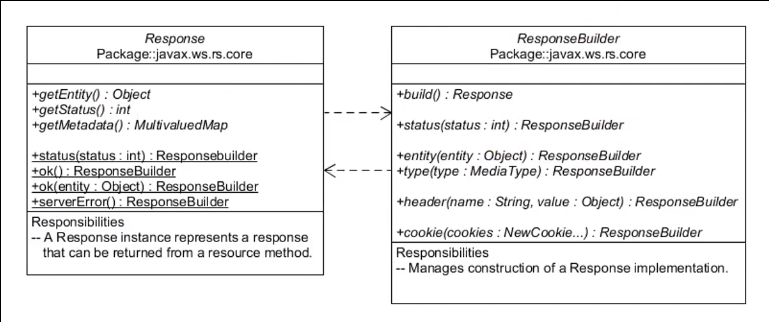 Response
Package::javax.ws.rs.core
+getEntity() : Object
+getStatus() : int
+getMetadata() : MultivaluedMap
+status(status : int) : Responsebuilder
+ok() : ResponseBuilder
+ok(entity : Object) : ResponseBuilder
+serverError() : ResponseBuilder
Responsibilities
-- A Response instance represents a response
that can be returned from a resource method.
ResponseBuilder
Package::javax.ws.rs.core
+build() : Response
+status(status : int) : ResponseBuilder
+entity(entity : Object) : ResponseBuilder
+type(type : MediaType) : ResponseBuilder
+header(name : String, value : Object) : ResponseBuilder
+cookie(cookies : NewCookie...) : ResponseBuilder
Responsibilities
-- Manages construction of a Response implementation.